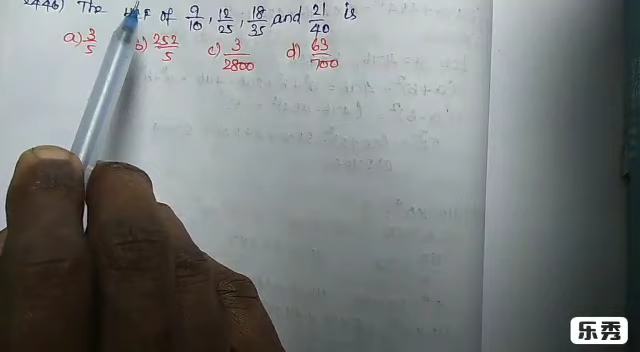 2446) The HCF of 9/10, 12/25, 18/35, and 21/40 is
a) 3/5 b) 252/5 c) 3/2800 d) 63/700
乐秀